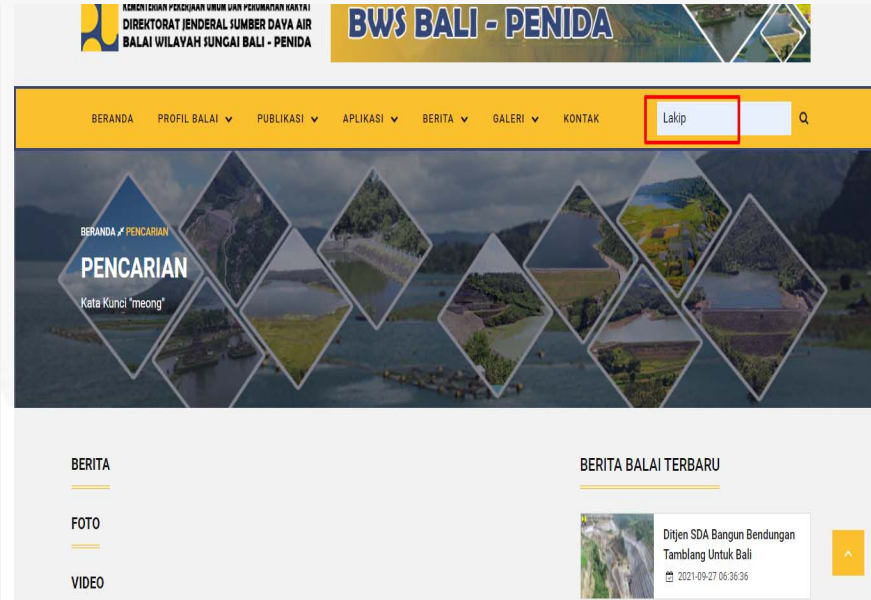 KEMENTERIAN PEKERJAAN UMUM DAN PERUMAHAN RAKYAT
DIREKTORAT JENDERAL SUMBER DAYA AIR
BALAI WILAYAH SUNGAI BALI - PENIDA
BWS BALI - PENIDA
BERANDA PROFIL BALAI PUBLIKASI APLIKASI BERITA GALERI KONTAK Lakip
BERANDA PENCARIAN
PENCARIAN
Kata Kunci "meong"
BERITA
FOTO
VIDEO
BERITA BALAI TERBARU
Ditjen SDA Bangun Bendungan
Tamblang Untuk Bali
2021-09-27 06:36:36